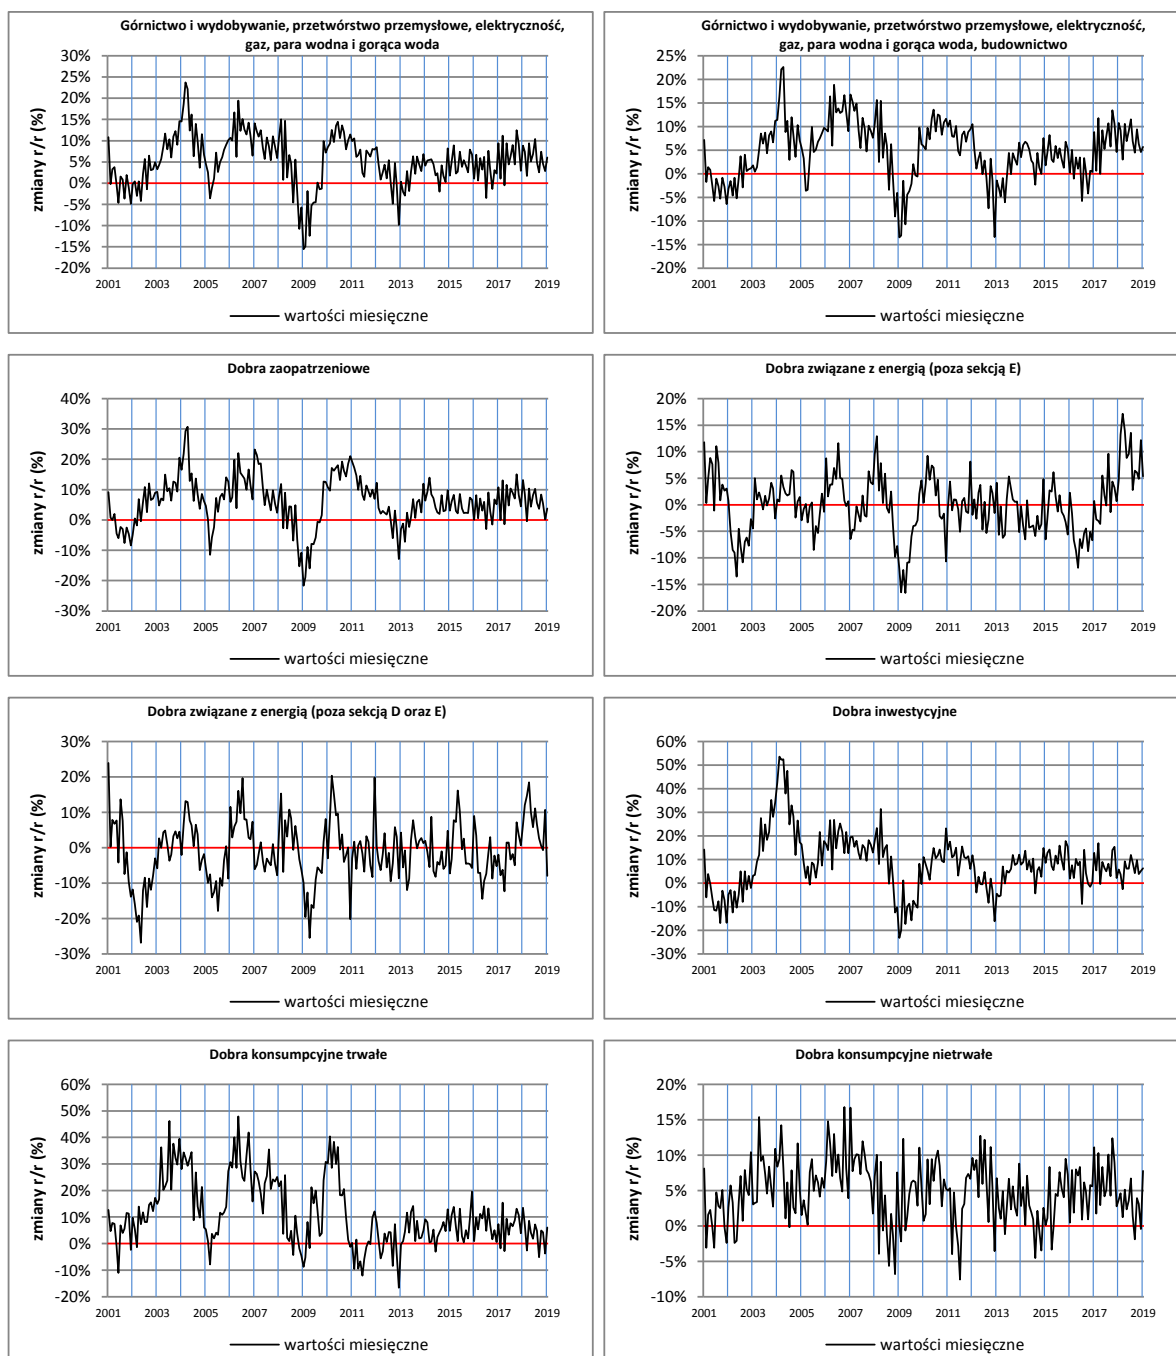 Górnictwo i wydobywanie, przetwórstwo przemysłowe, elektryczność,
gaz, para wodna i gorąca woda
zmiany r/r (%)
30%
25%
20%
15%
10%
5%
0%
-5%
-10%
-15%
-20%
2001 2003 2005 2007 2009 2011 2013 2015 2017 2019
wartości miesięczne
Górnictwo i wydobywanie, przetwórstwo przemysłowe, elektryczność,
gaz, para wodna i gorąca woda, budownictwo
zmiany r/r (%)
25%
20%
15%
10%
5%
0%
-5%
-10%
-15%
-20%
2001 2003 2005 2007 2009 2011 2013 2015 2017 2019
wartości miesięczne
Dobra zaopatrzeniowe
zmiany r/r (%)
40%
30%
20%
10%
0%
-10%
-20%
-30%
2001 2003 2005 2007 2009 2011 2013 2015 2017 2019
wartości miesięczne
Dobra związane z energią (poza sekcją E)
zmiany r/r (%)
20%
15%
10%
5%
0%
-5%
-10%
-15%
-20%
2001 2003 2005 2007 2009 2011 2013 2015 2017 2019
wartości miesięczne
Dobra związane z energią (poza sekcją D oraz E)
zmiany r/r (%)
30%
20%
10%
0%
-10%
-20%
-30%
2001 2003 2005 2007 2009 2011 2013 2015 2017 2019
wartości miesięczne
Dobra inwestycyjne
zmiany r/r (%)
60%
50%
40%
30%
20%
10%
0%
-10%
-20%
-30%
2001 2003 2005 2007 2009 2011 2013 2015 2017 2019
wartości miesięczne
Dobra konsumpcyjne trwałe
zmiany r/r (%)
60%
50%
40%
30%
20%
10%
0%
-10%
-20%
2001 2003 2005 2007 2009 2011 2013 2015 2017 2019
wartości miesięczne
Dobra konsumpcyjne nietrwałe
zmiany r/r (%)
20%
15%
10%
5%
0%
-5%
-10%
2001 2003 2005 2007 2009 2011 2013 2015 2017 2019
wartości miesięczne